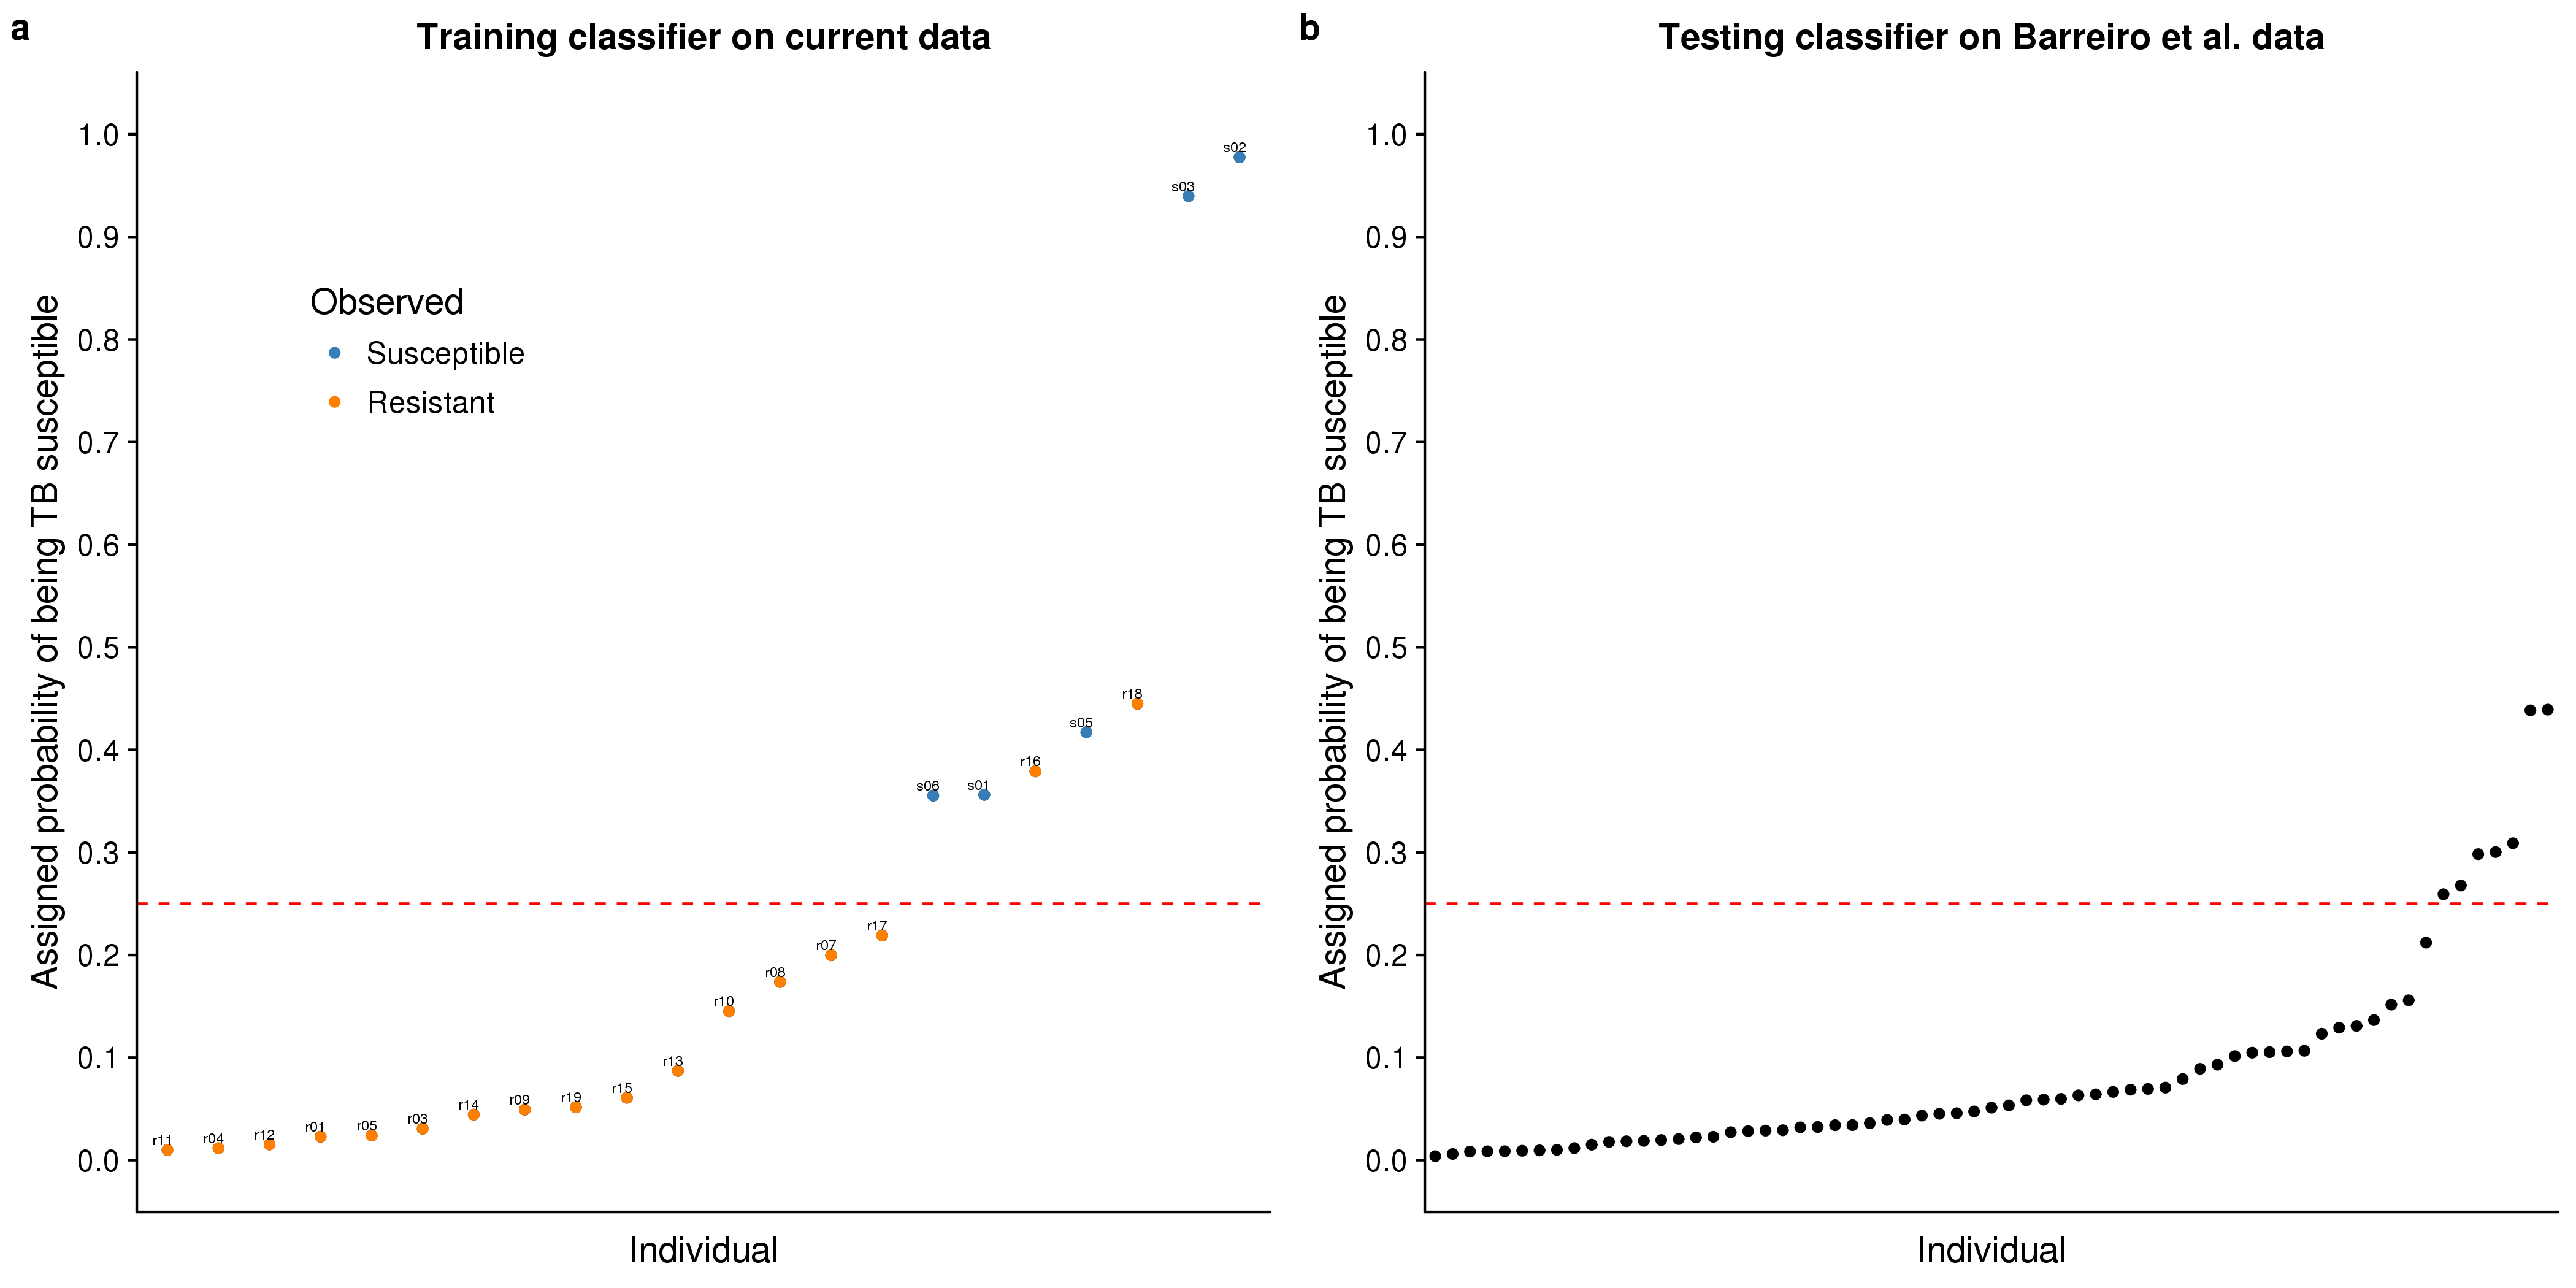 a
Training classifier on current data
Assigned probability of being TB susceptible
1.0
0.9
0.8
0.7
0.6
0.5
0.4
0.3
0.2
0.1
0.0
Observed
Susceptible
Resistant
r11
r04
r12
r01
r05
r03
r14
r09
r19
r15
r13
r10
r08
r07
r17
s06
s01
r16
s05
r18
s03
s02
Individual
b
Testing classifier on Barreiro et al. data
Assigned probability of being TB susceptible
1.0
0.9
0.8
0.7
0.6
0.5
0.4
0.3
0.2
0.1
0.0
Individual